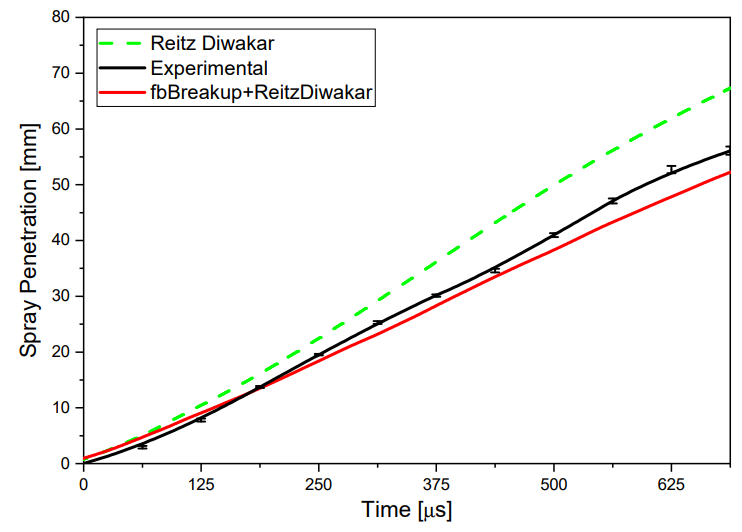 80
70
60
50
40
30
20
10
0
Spray Penetration [mm]
Reitz Diwakar
Experimental
fbBreakup+ReitzDiwakar
0 125 250 375 500 625
Time [μs]